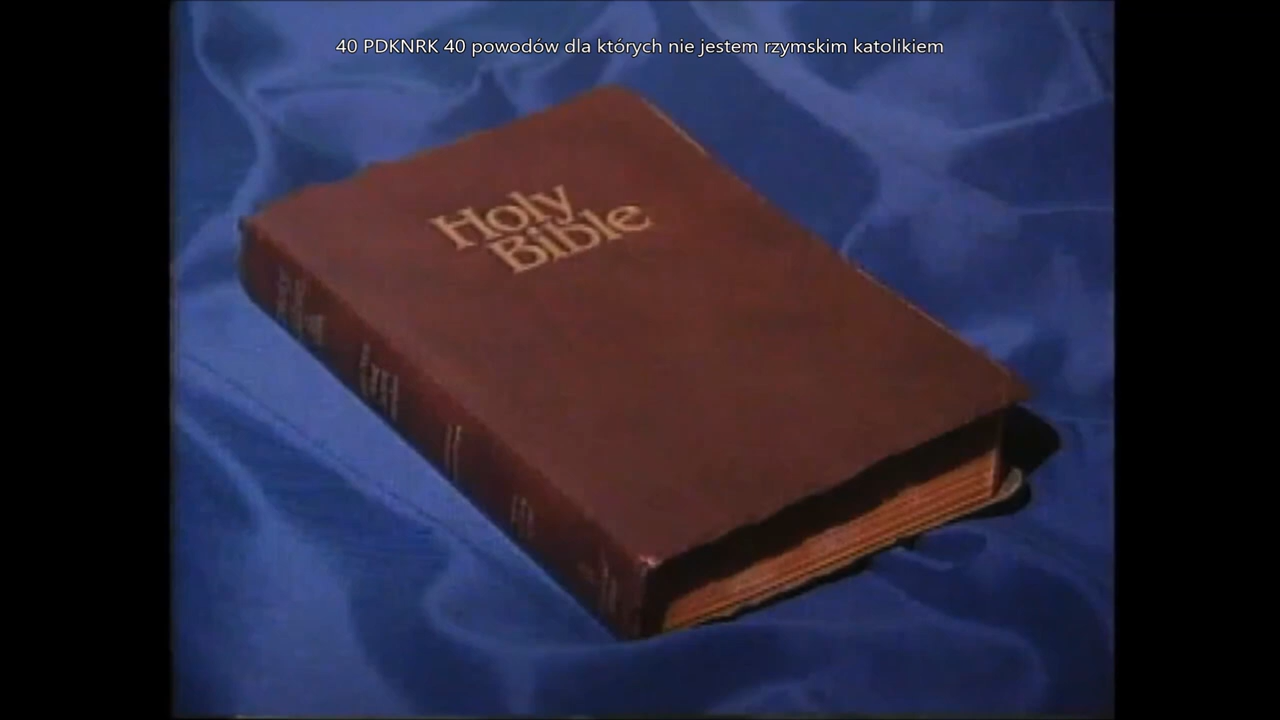 40 PDKNRK 40 powodów dla których nie jestem rzymskim katolikiem
Holy
Bible